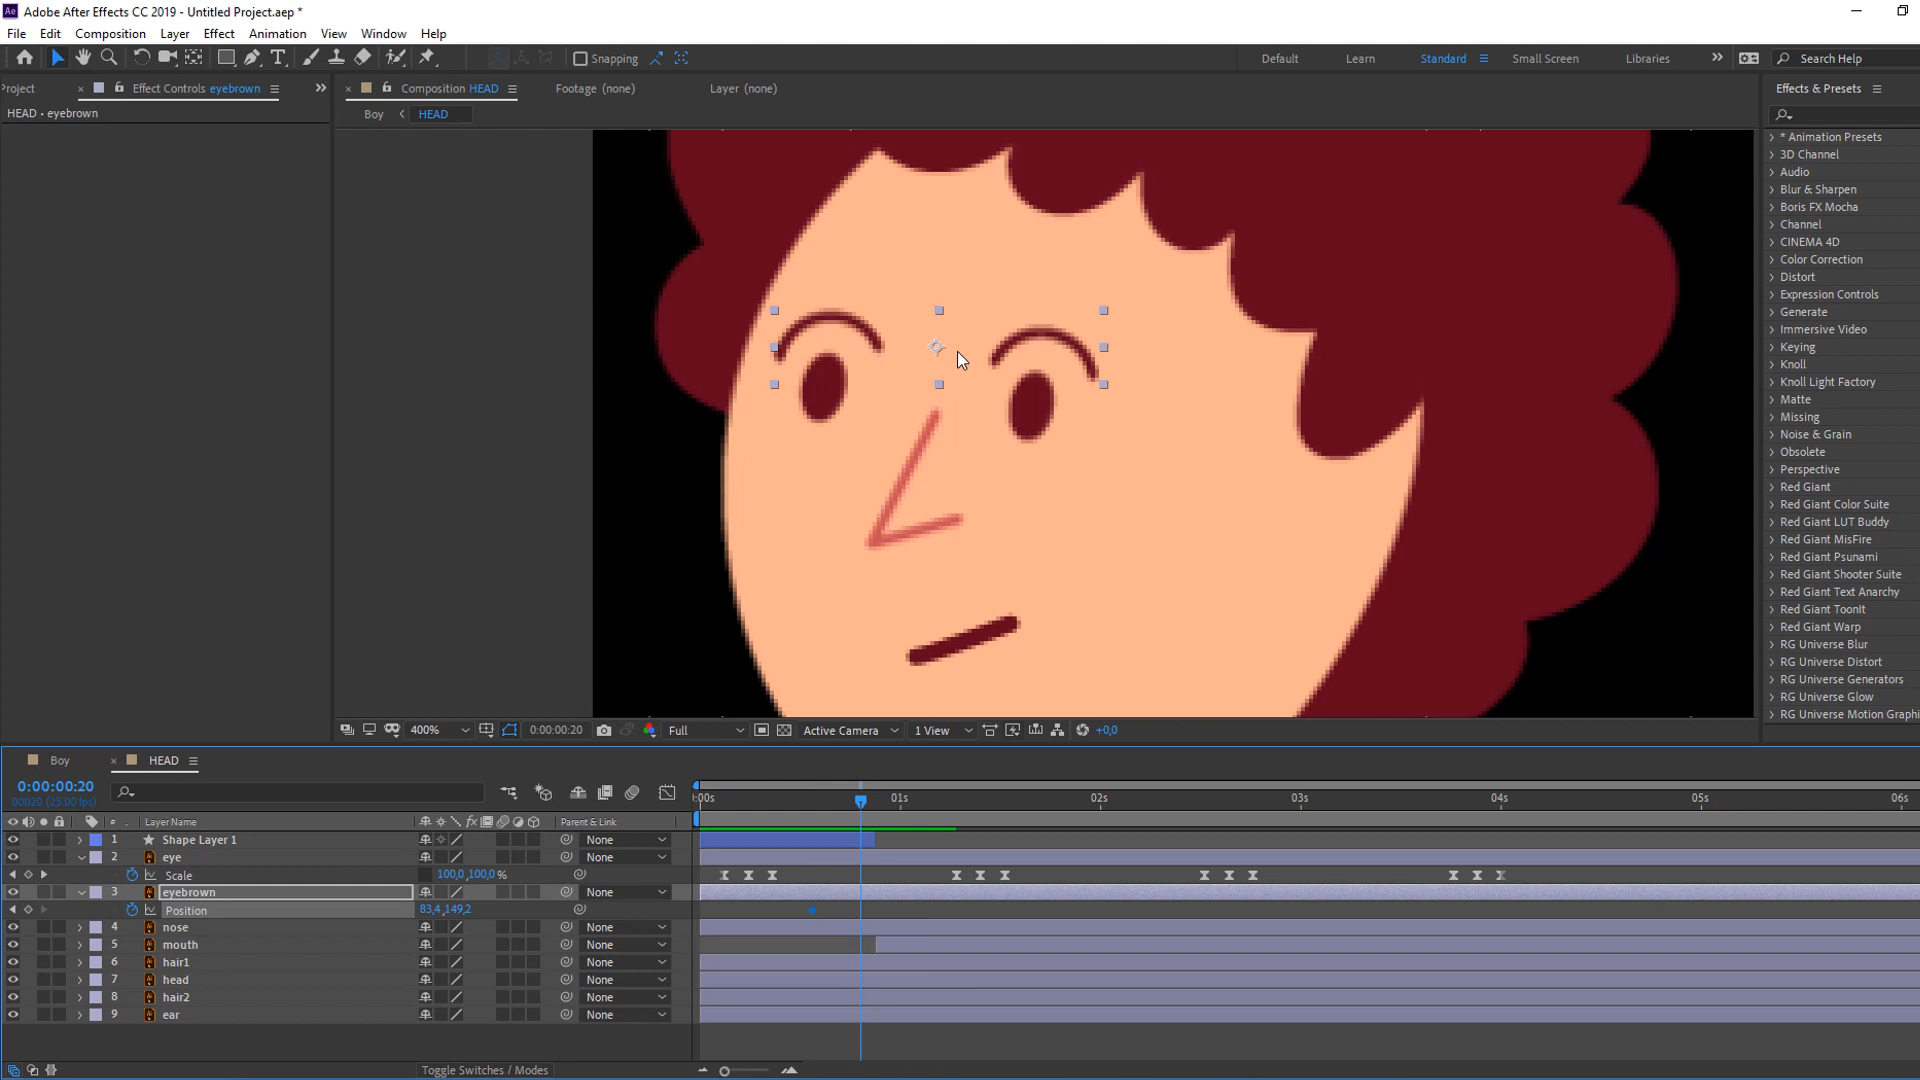 Adobe After Effects CC 2019 - Untitled Project.aep *
File Edit Composition Layer Effect Animation View Window Help
Snapping Default Learn Standard Small Screen Libraries Search Help
roject Effect Controls eyebrown Composition HEAD Footage (none) Layer (none) Effects & Presets
HEAD • eyebrown
Boy HEAD
* Animation Presets
3D Channel
Audio
Blur & Sharpen
Boris FX Mocha
Channel
CINEMA 4D
Color Correction
Distort
Expression Controls
Generate
Immersive Video
Keying
Knoll
Knoll Light Factory
Matte
Missing
Noise & Grain
Obsolete
Perspective
Red Giant
Red Giant Color Suite
Red Giant LUT Buddy
Red Giant MisFire
Red Giant Psunami
Red Giant Shooter Suite
Red Giant Text Anarchy
Red Giant ToonIt
Red Giant Warp
RG Universe Blur
RG Universe Distort
RG Universe Generators
RG Universe Glow
RG Universe Motion Graphi
400% 0:00:00:20 Full Active Camera 1 View +0,0
Boy HEAD
0:00:00:20
00020 (25.00 fps)
0:00s 01s 02s 03s 04s 05s 06s
# Layer Name Parent & Link
1 Shape Layer 1 None
2 eye None
Scale 100,0,100,0 %
3 eyebrown None
Position 83,4,149,2
4 nose None
5 mouth None
6 hair1 None
7 head None
8 hair2 None
9 ear None
Toggle Switches / Modes